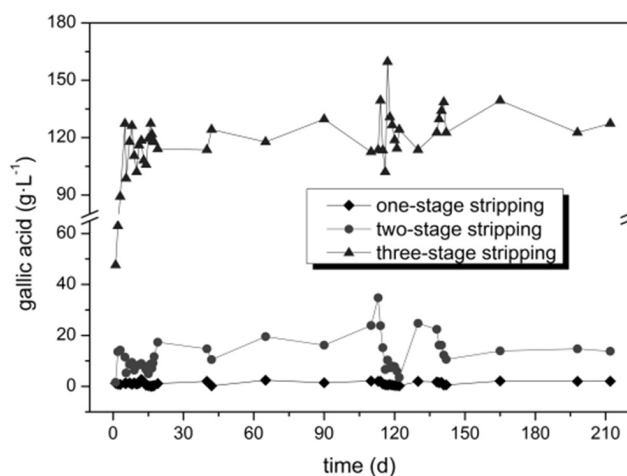 180
150
120
90
60
40
20
0
gallic acid (g·L⁻¹)
one-stage stripping
two-stage stripping
three-stage stripping
0 30 60 90 120 150 180 210
time (d)